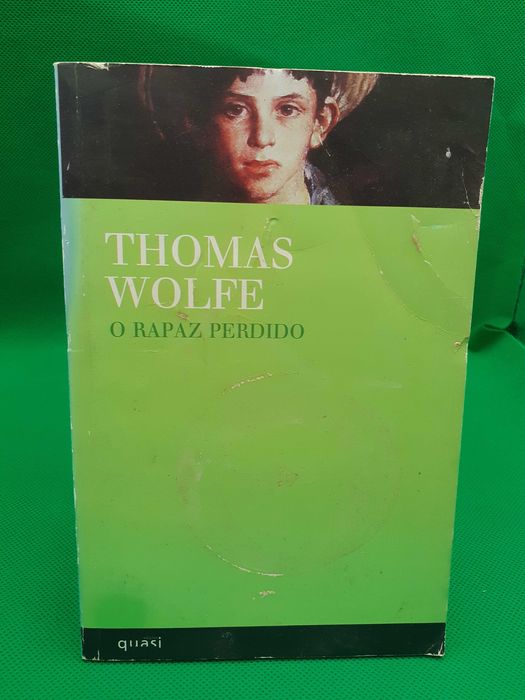 THOMAS
WOLFE
O RAPAZ PERDIDO
quasi